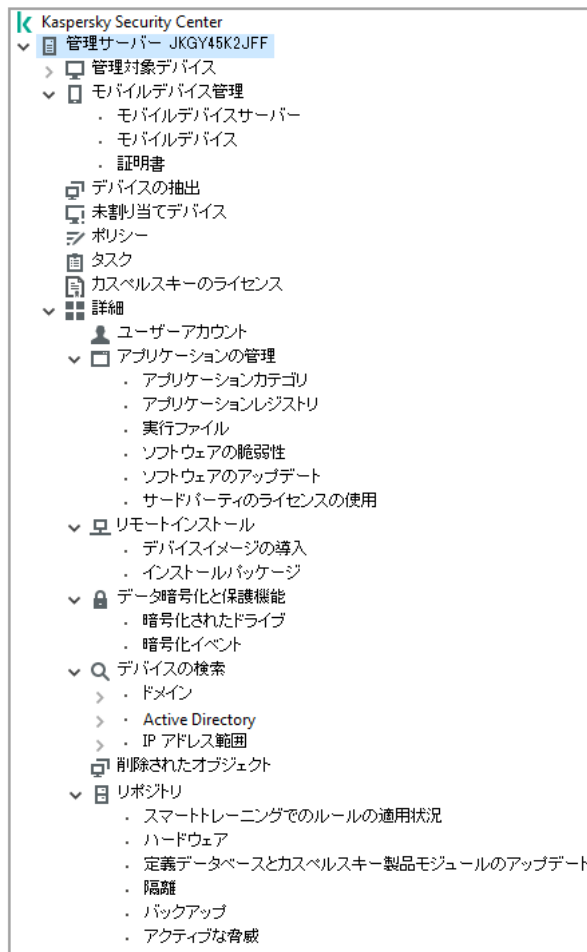 Kaspersky Security Center
管理サーバー JKGY45K2JFF
管理対象デバイス
モバイルデバイス管理
モバイルデバイスサーバー
モバイルデバイス
証明書
デバイスの抽出
未割り当てデバイス
ポリシー
タスク
カスペルスキーのライセンス
詳細
ユーザーアカウント
アプリケーションの管理
アプリケーションカテゴリ
アプリケーションレジストリ
実行ファイル
ソフトウェアの脆弱性
ソフトウェアのアップデート
サードパーティのライセンスの使用
リモートインストール
デバイスイメージの導入
インストールパッケージ
データ暗号化と保護機能
暗号化されたドライブ
暗号化イベント
デバイスの検索
ドメイン
Active Directory
IP アドレス範囲
削除されたオブジェクト
リポジトリ
スマートトレーニングでのルールの適用状況
ハードウェア
定義データベースとカスペルスキー製品モジュールのアップデート
隔離
バックアップ
アクティブな脅威